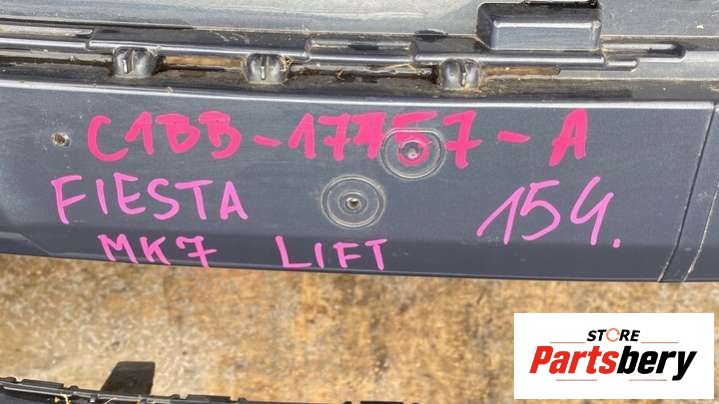 C1BB-17757-A
FIESTA
154.
MK7 LIFT
STORE
Partsbery